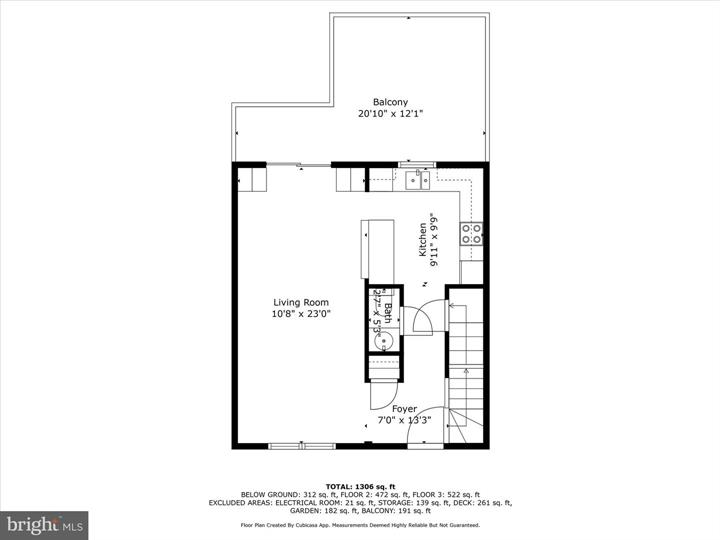 Balcony
20'10" x 12'1"
Kitchen
9'11" x 9'9"
Living Room
10'8" x 23'0"
Bath
2'7" x 5'3"
Foyer
7'0" x 13'3"
TOTAL: 1306 sq. ft
BELOW GROUND: 312 sq. ft, FLOOR 2: 472 sq. ft, FLOOR 3: 522 sq. ft
EXCLUDED AREAS: ELECTRICAL ROOM: 21 sq. ft, STORAGE: 139 sq. ft, DECK: 261 sq. ft,
GARDEN: 182 sq. ft, BALCONY: 191 sq. ft
Floor Plan Created By Cubicasa App. Measurements Deemed Highly Reliable But Not Guaranteed.
bright MLS